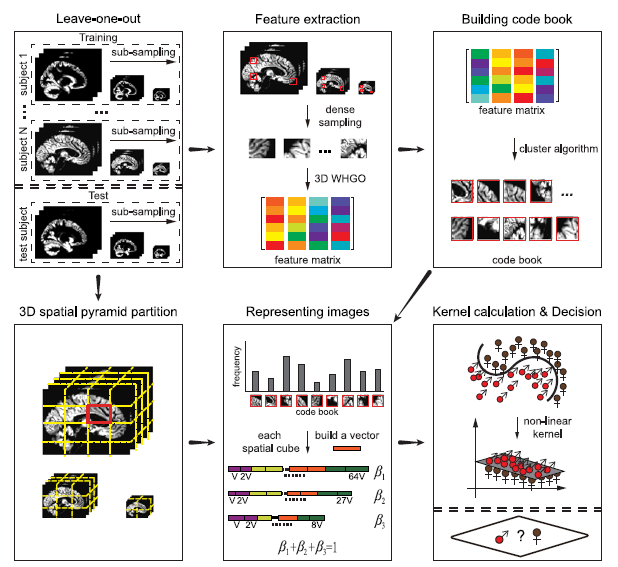 Leave-one-out
Training
subject 1
sub-sampling
...
...
subject N
sub-sampling
Test
test subject
sub-sampling
Feature extraction
dense
sampling
...
3D WHGO
feature matrix
Building code book
feature matrix
cluster algorithm
...
code book
3D spatial pyramid partition
Representing images
frequency
code book
each
spatial cube
build a vector
V 2V 64V β1
V 2V 27V β2
V 2V 8V β3
β1+β2+β3=1
Kernel calculation & Decision
non-linear
kernel
♂ ? ♀